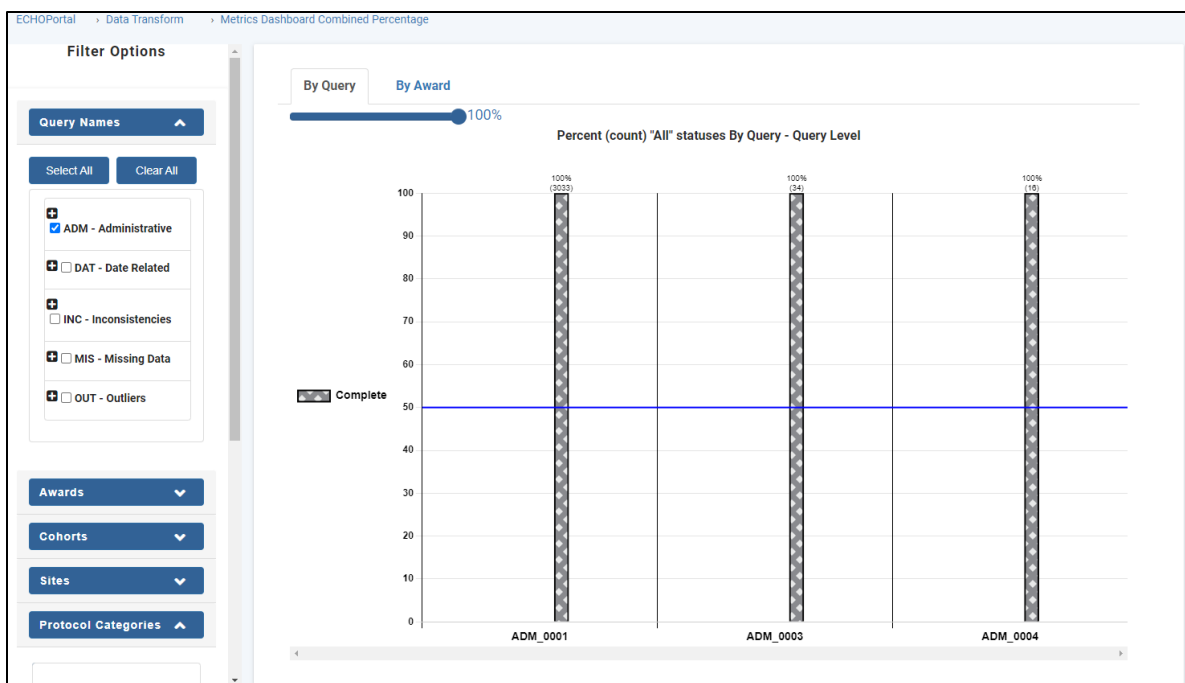 ECHOPortal › Data Transform › Metrics Dashboard Combined Percentage
Filter Options
Query Names
Select All Clear All
ADM - Administrative
DAT - Date Related
INC - Inconsistencies
MIS - Missing Data
OUT - Outliers
Awards
Cohorts
Sites
Protocol Categories
By Query By Award
100%
Percent (count) "All" statuses By Query - Query Level
100% 100% 100%
(3033) (34) (16)
100
90
80
70
60
50
40
30
20
10
0
Complete
ADM_0001 ADM_0003 ADM_0004